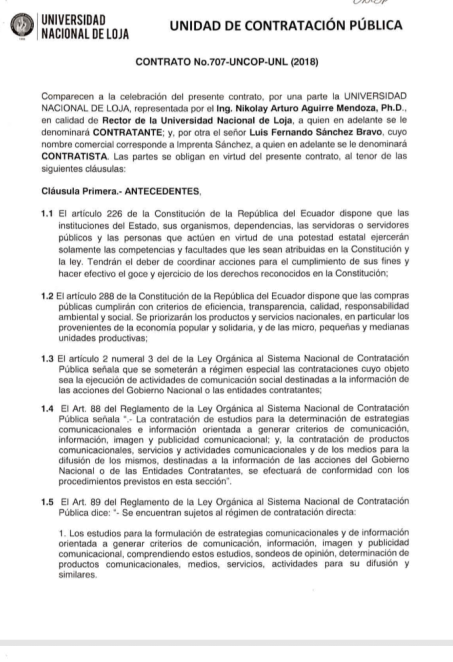 UNCOP
UNIVERSIDAD
NACIONAL DE LOJA
UNIDAD DE CONTRATACIÓN PÚBLICA
CONTRATO No.707-UNCOP-UNL (2018)
Comparecen a la celebración del presente contrato, por una parte la UNIVERSIDAD
NACIONAL DE LOJA, representada por el Ing. Nikolay Arturo Aguirre Mendoza, Ph.D.,
en calidad de Rector de la Universidad Nacional de Loja, a quien en adelante se le
denominará CONTRATANTE; y, por otra el señor Luis Fernando Sánchez Bravo, cuyo
nombre comercial corresponde a Imprenta Sánchez, a quien en adelante se le denominará
CONTRATISTA. Las partes se obligan en virtud del presente contrato, al tenor de las
siguientes cláusulas:
Cláusula Primera.- ANTECEDENTES.
1.1 El artículo 226 de la Constitución de la República del Ecuador dispone que las
instituciones del Estado, sus organismos, dependencias, las servidoras o servidores
públicos y las personas que actúen en virtud de una potestad estatal ejercerán
solamente las competencias y facultades que les sean atribuidas en la Constitución y
la ley. Tendrán el deber de coordinar acciones para el cumplimiento de sus fines y
hacer efectivo el goce y ejercicio de los derechos reconocidos en la Constitución;
1.2 El artículo 288 de la Constitución de la República del Ecuador dispone que las compras
públicas cumplirán con criterios de eficiencia, transparencia, calidad, responsabilidad
ambiental y social. Se priorizarán los productos y servicios nacionales, en particular los
provenientes de la economía popular y solidaria, y de las micro, pequeñas y medianas
unidades productivas;
1.3 El artículo 2 numeral 3 del de la Ley Orgánica al Sistema Nacional de Contratación
Pública señala que se someterán a régimen especial las contrataciones cuyo objeto
sea la ejecución de actividades de comunicación social destinadas a la información de
las acciones del Gobierno Nacional o las entidades contratantes;
1.4 El Art. 88 del Reglamento de la Ley Orgánica al Sistema Nacional de Contratación
Pública señala ".- La contratación de estudios para la determinación de estrategias
comunicacionales e información orientada a generar criterios de comunicación,
información, imagen y publicidad comunicacional; y, la contratación de productos
comunicacionales, servicios y actividades comunicacionales y de los medios para la
difusión de los mismos, destinadas a la información de las acciones del Gobierno
Nacional o de las Entidades Contratantes, se efectuará de conformidad con los
procedimientos previstos en esta sección".
1.5 El Art. 89 del Reglamento de la Ley Orgánica al Sistema Nacional de Contratación
Pública dice: "- Se encuentran sujetos al régimen de contratación directa:
1. Los estudios para la formulación de estrategias comunicacionales y de información
orientada a generar criterios de comunicación, información, imagen y publicidad
comunicacional, comprendiendo estos estudios, sondeos de opinión, determinación de
productos comunicacionales, medios, servicios, actividades para su difusión y
similares.